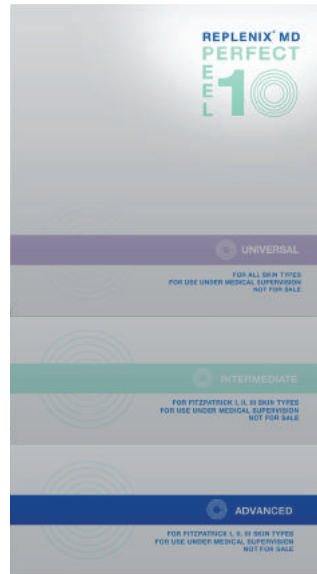 REPLENIX® MD
PERFECT
PEEL 10
UNIVERSAL
FOR ALL SKIN TYPES
FOR USE UNDER MEDICAL SUPERVISION
NOT FOR SALE
INTERMEDIATE
FOR FITZPATRICK I, II, III SKIN TYPES
FOR USE UNDER MEDICAL SUPERVISION
NOT FOR SALE
ADVANCED
FOR FITZPATRICK I, II, III SKIN TYPES
FOR USE UNDER MEDICAL SUPERVISION
NOT FOR SALE